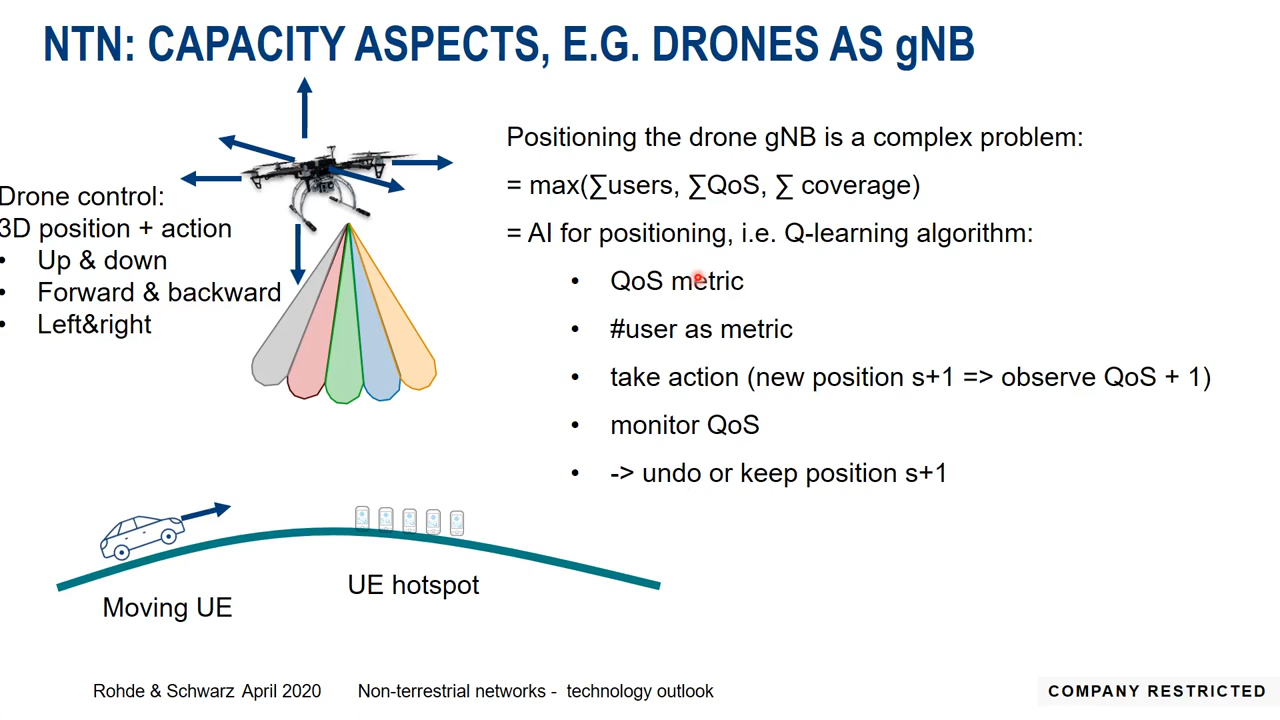 NTN: CAPACITY ASPECTS, E.G. DRONES AS gNB
Drone control:
3D position + action
• Up & down
• Forward & backward
• Left&right
Positioning the drone gNB is a complex problem:
= max(∑users, ∑QoS, ∑ coverage)
= AI for positioning, i.e. Q-learning algorithm:
• QoS metric
• #user as metric
• take action (new position s+1 => observe QoS + 1)
• monitor QoS
• -> undo or keep position s+1
UE hotspot
Moving UE
Rohde & Schwarz April 2020 Non-terrestrial networks - technology outlook
COMPANY RESTRICTED